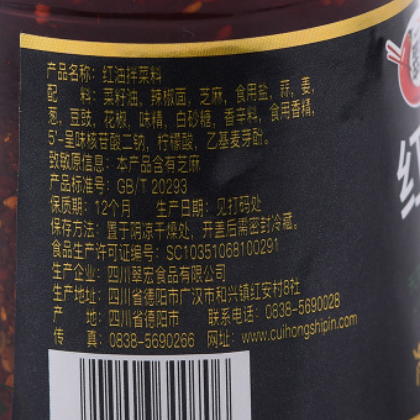 产品名称：红油拌菜料
配　料：菜籽油、辣椒面、芝麻、食用盐、蒜、姜、
葱、豆豉、花椒、味精、白砂糖、香辛料、食用香精、
5'-呈味核苷酸二钠、柠檬酸、乙基麦芽酚。
致敏原信息：本产品含有芝麻
产品标准号：GB/T 20293
保质期：12个月　生产日期：见打码处
保存方法：置于阴凉干燥处，开盖后需密封冷藏。
食品生产许可证编号：SC10351068100291
生产企业：四川翠宏食品有限公司
生产地址：四川省德阳市广汉市和兴镇红安村8社
产　地：四川省德阳市　联系电话：0838-5690028
传　真：0838-5690266　网址：www.cuihongshipin.com
红